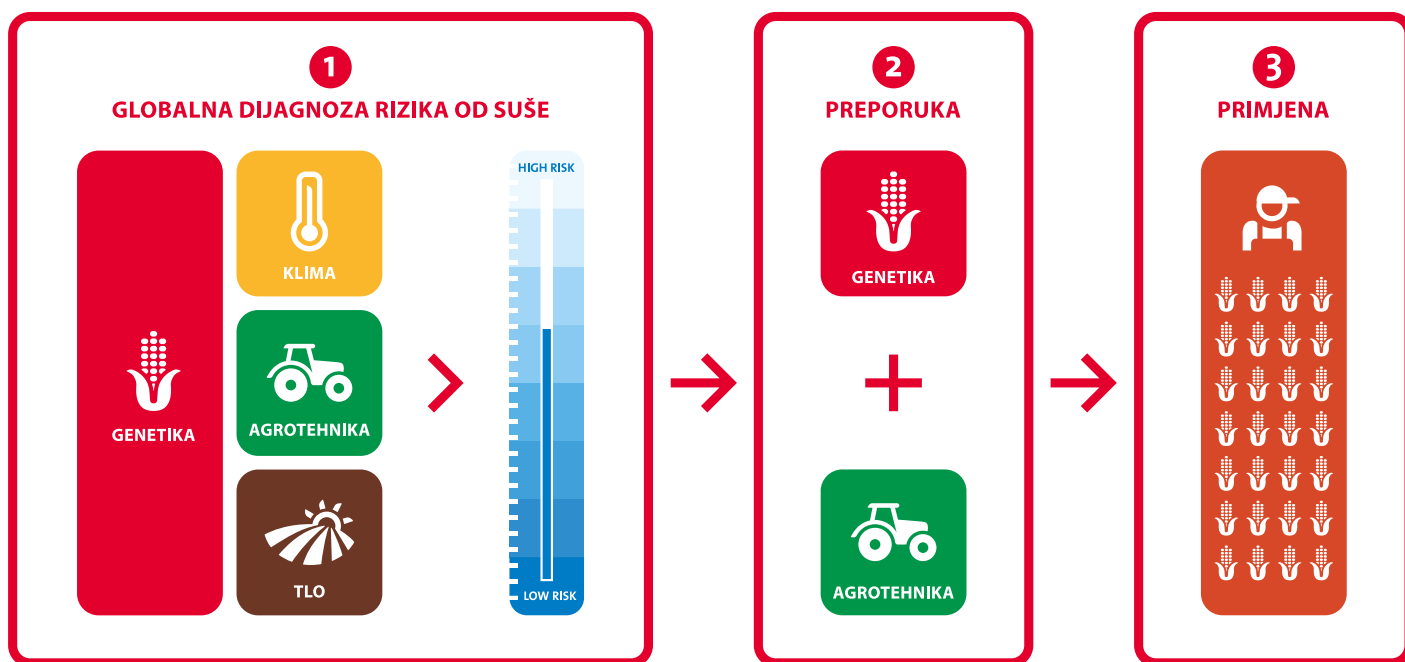 1
GLOBALNA DIJAGNOZA RIZIKA OD SUŠE
GENETIKA
KLIMA
AGROTEHNIKA
TLO
HIGH RISK
LOW RISK
2
PREPORUKA
GENETIKA
+
AGROTEHNIKA
3
PRIMJENA